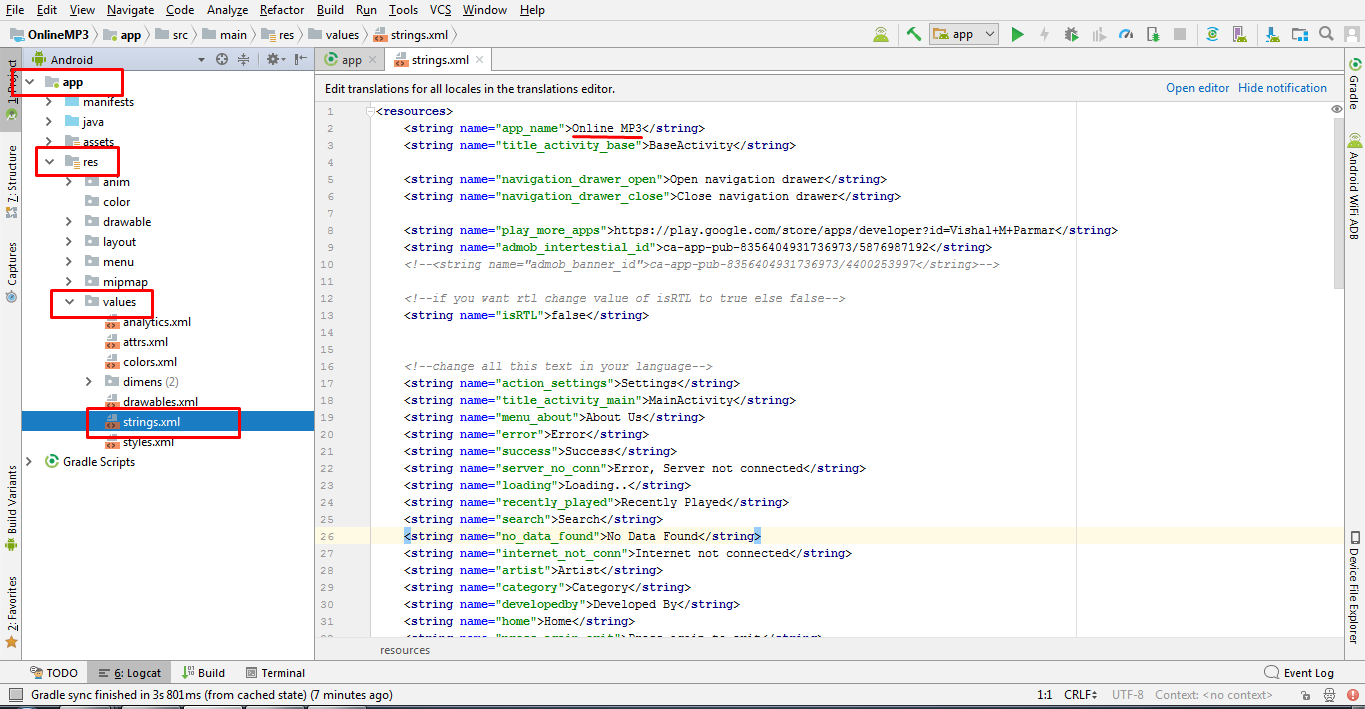 File Edit View Navigate Code Analyze Refactor Build Run Tools VCS Window Help
OnlineMP3 app src main res values strings.xml app
Android
app strings.xml
1: Project
7: Structure
Captures
Build Variants
2: Favorites
app
manifests
java
assets
res
anim
color
drawable
layout
menu
mipmap
values
analytics.xml
attrs.xml
colors.xml
dimens (2)
drawables.xml
strings.xml
styles.xml
Gradle Scripts
Edit translations for all locales in the translations editor. Open editor Hide notification
1 <resources>
2 <string name="app_name">Online MP3</string>
3 <string name="title_activity_base">BaseActivity</string>
4
5 <string name="navigation_drawer_open">Open navigation drawer</string>
6 <string name="navigation_drawer_close">Close navigation drawer</string>
7
8 <string name="play_more_apps">https://play.google.com/store/apps/developer?id=Vishal+M+Parmar</string>
9 <string name="admob_intertestial_id">ca-app-pub-8356404931736973/5876987192</string>
10 <!--<string name="admob_banner_id">ca-app-pub-8356404931736973/4400253997</string>-->
11
12 <!--if you want rtl change value of isRTL to true else false-->
13 <string name="isRTL">false</string>
14
15
16 <!--change all this text in your language-->
17 <string name="action_settings">Settings</string>
18 <string name="title_activity_main">MainActivity</string>
19 <string name="menu_about">About Us</string>
20 <string name="error">Error</string>
21 <string name="success">Success</string>
22 <string name="server_no_conn">Error, Server not connected</string>
23 <string name="loading">Loading..</string>
24 <string name="recently_played">Recently Played</string>
25 <string name="search">Search</string>
26 <string name="no_data_found">No Data Found</string>
27 <string name="internet_not_conn">Internet not connected</string>
28 <string name="artist">Artist</string>
29 <string name="category">Category</string>
30 <string name="developedby">Developed By</string>
31 <string name="home">Home</string>
resources
Gradle
Android WiFi ADB
Device File Explorer
TODO 6: Logcat Build Terminal Event Log
Gradle sync finished in 3s 801ms (from cached state) (7 minutes ago) 1:1 CRLF UTF-8 Context: <no context>